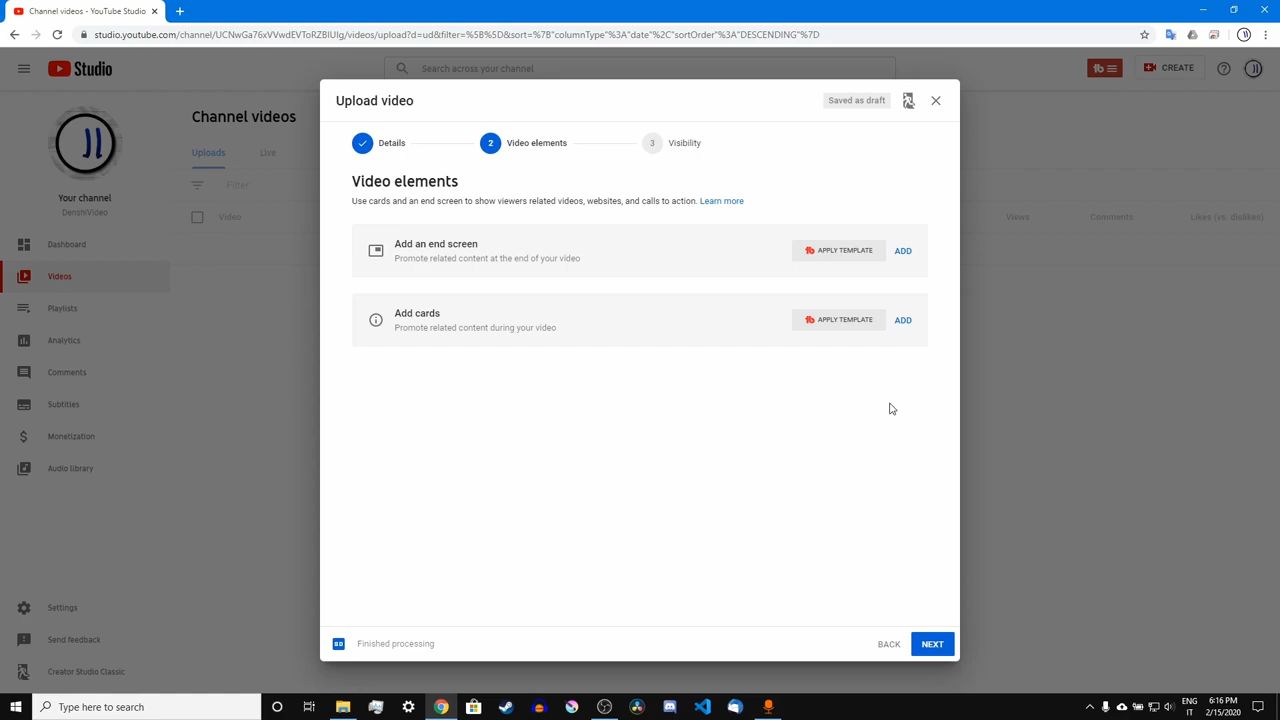 Channel videos - YouTube Studio
studio.youtube.com/channel/UCNwGa76xVVwdEVToRZBIUIg/videos/upload?d=ud&filter=%5B%5D&sort=%7B"columnType"%3A"date"%2C"sortOrder"%3A"DESCENDING"%7D
Studio
Search across your channel
CREATE
Upload video
Saved as draft
Channel videos
Details
2
Video elements
3
Visibility
Uploads
Live
Video elements
Filter
Use cards and an end screen to show viewers related videos, websites, and calls to action. Learn more
Your channel
DenshiVideo
Video
Views
Comments
Likes (vs. dislikes)
Add an end screen
Promote related content at the end of your video
APPLY TEMPLATE
ADD
Add cards
Promote related content during your video
APPLY TEMPLATE
ADD
Dashboard
Videos
Playlists
Analytics
Comments
Subtitles
Monetization
Audio library
Settings
Send feedback
Creator Studio Classic
Finished processing
BACK
NEXT
Type here to search
ENG
IT
6:16 PM
2/15/2020